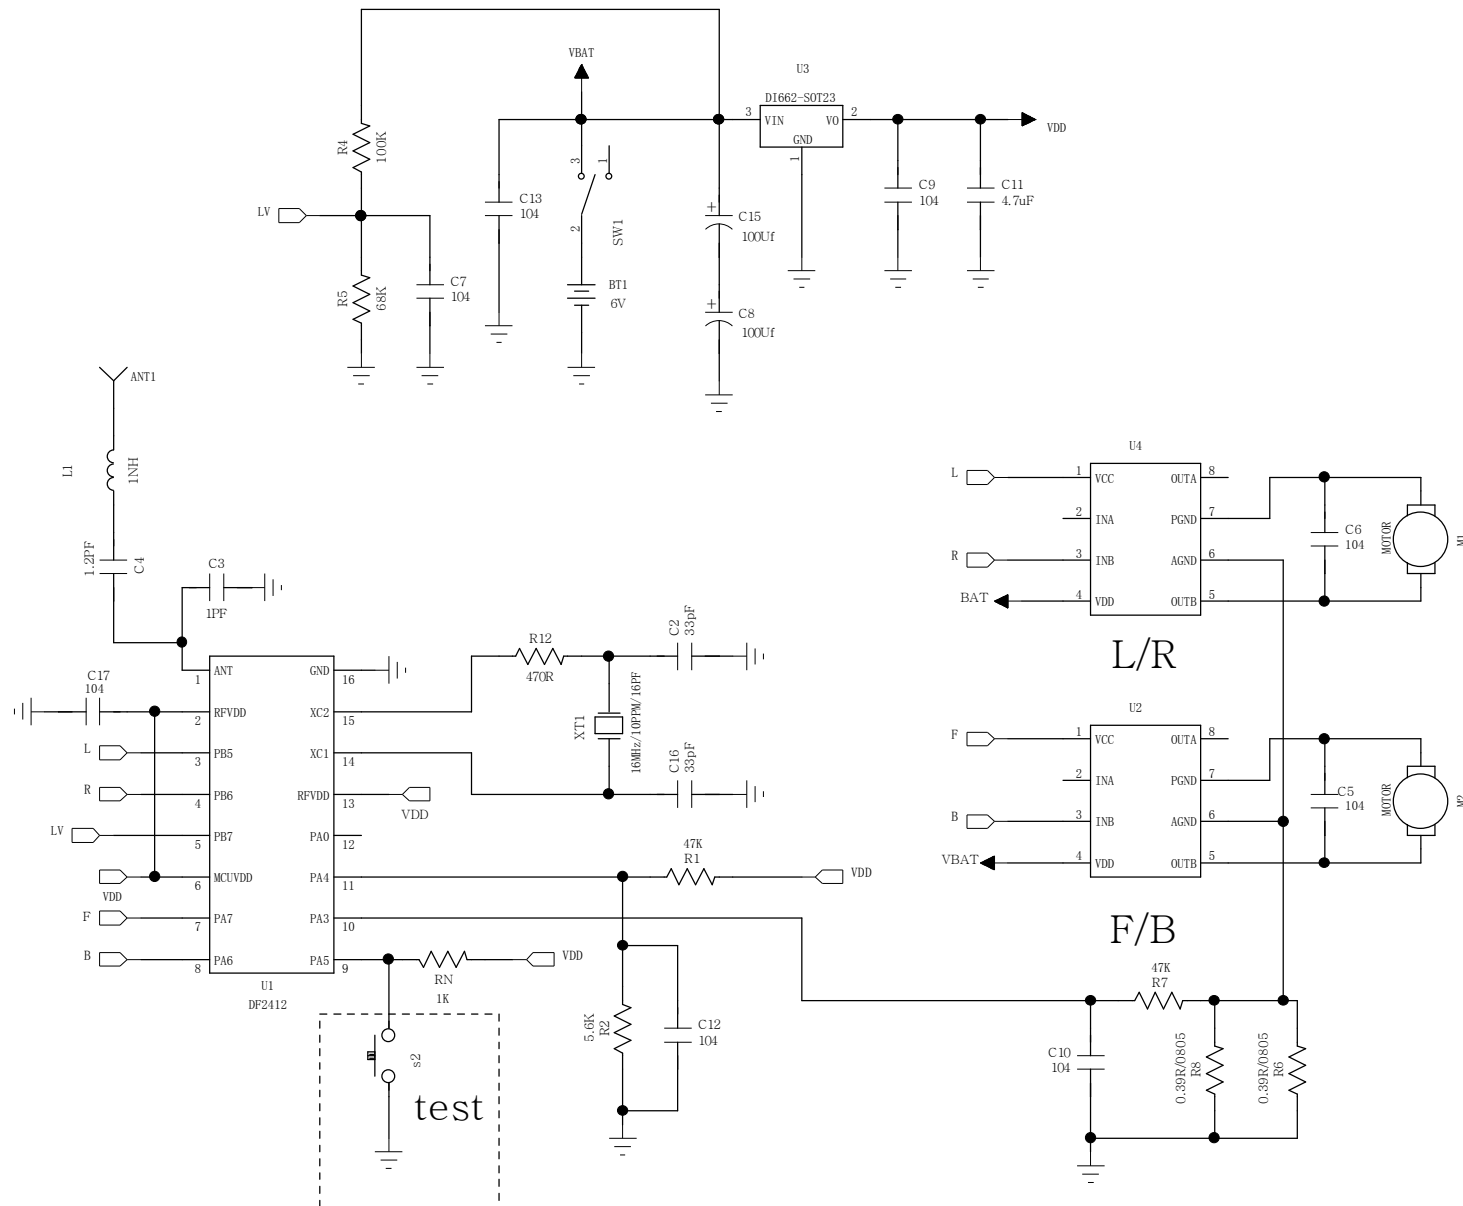 VBAT
U3
DI662-SOT23
3 VIN VO 2
GND
1
VDD
R4
100K
LV
R5
68K
C7
104
C13
104
3
1
2
SW1
BT1
6V
+
C15
100Uf
+
C8
100Uf
C9
104
C11
4.7uF
ANT1
L1
1NH
1.2PF
C4
C3
1PF
C17
104
1 ANT GND 16
2 RFVDD XC2 15
L 3 PB5 XC1 14
R 4 PB6 RFVDD 13
VDD
LV 5 PB7 PA0 12
6 MCUVDD PA4 11
VDD
F 7 PA7 PA3 10
B 8 PA6 PA5 9
U1
DF2412
R12
470R
C2
33pF
XT1
16MHz/10PPM/16PF
C16
33pF
47K
R1
VDD
RN
1K
VDD
s2
test
5.6K
R2
C12
104
U4
L 1 VCC OUTA 8
2 INA PGND 7
R 3 INB AGND 6
BAT 4 VDD OUTB 5
C6
104
MOTOR
M1
L/R
U2
F 1 VCC OUTA 8
2 INA PGND 7
B 3 INB AGND 6
VBAT 4 VDD OUTB 5
C5
104
MOTOR
M2
F/B
47K
R7
C10
104
0.39R/0805
R8
0.39R/0805
R6